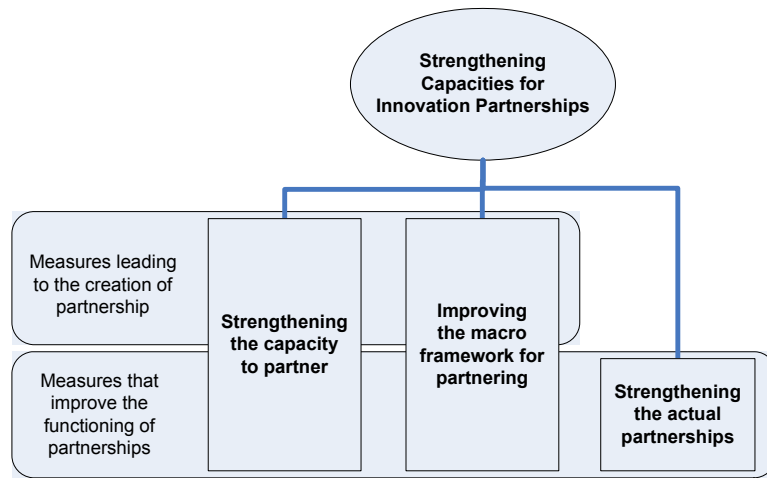 Strengthening
Capacities for
Innovation Partnerships
Measures leading
to the creation of
partnership
Strengthening
the capacity
to partner
Improving
the macro
framework for
partnering
Measures that
improve the
functioning of
partnerships
Strengthening
the actual
partnerships